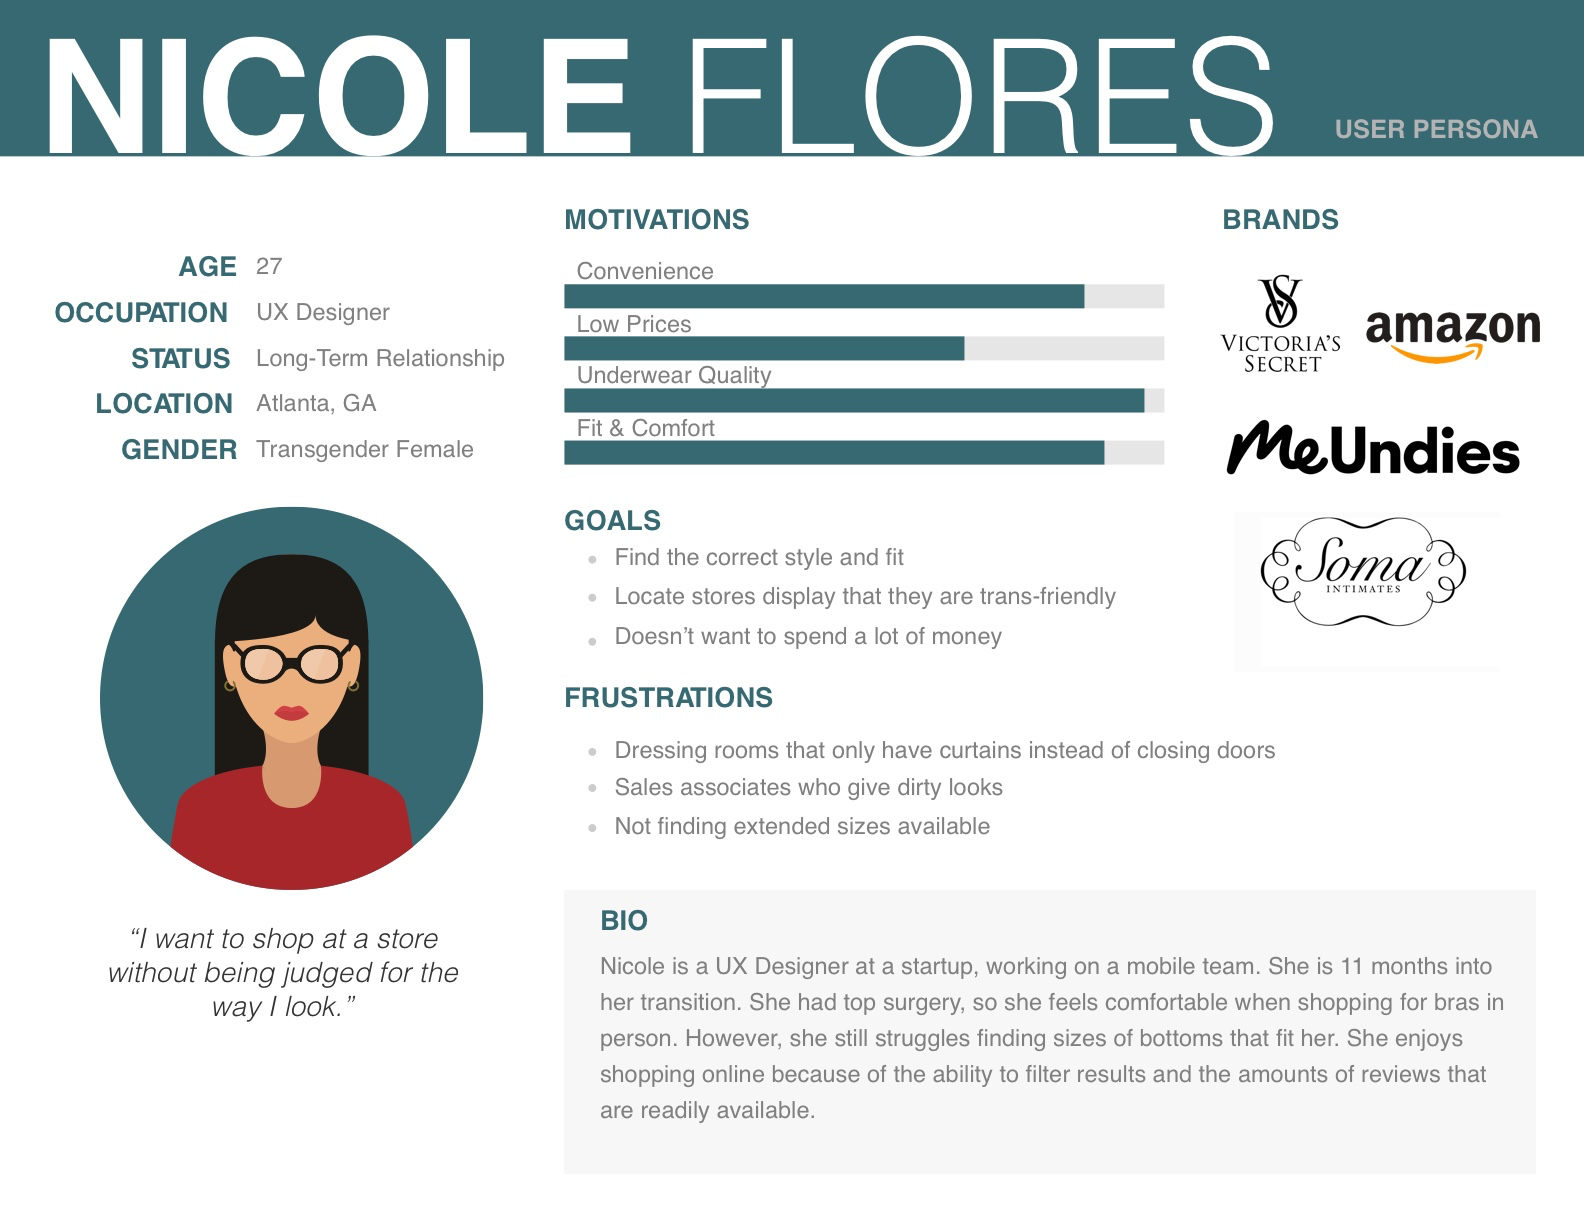 NICOLE FLORES
USER PERSONA
AGE 27
OCCUPATION UX Designer
STATUS Long-Term Relationship
LOCATION Atlanta, GA
GENDER Transgender Female
“I want to shop at a store
without being judged for the
way I look.”
MOTIVATIONS
Convenience
Low Prices
Underwear Quality
Fit & Comfort
GOALS
Find the correct style and fit
Locate stores display that they are trans-friendly
Doesn’t want to spend a lot of money
FRUSTRATIONS
Dressing rooms that only have curtains instead of closing doors
Sales associates who give dirty looks
Not finding extended sizes available
BRANDS
VS
VICTORIA’S
SECRET
amazon
MeUndies
Soma
INTIMATES
BIO
Nicole is a UX Designer at a startup, working on a mobile team. She is 11 months into
her transition. She had top surgery, so she feels comfortable when shopping for bras in
person. However, she still struggles finding sizes of bottoms that fit her. She enjoys
shopping online because of the ability to filter results and the amounts of reviews that
are readily available.